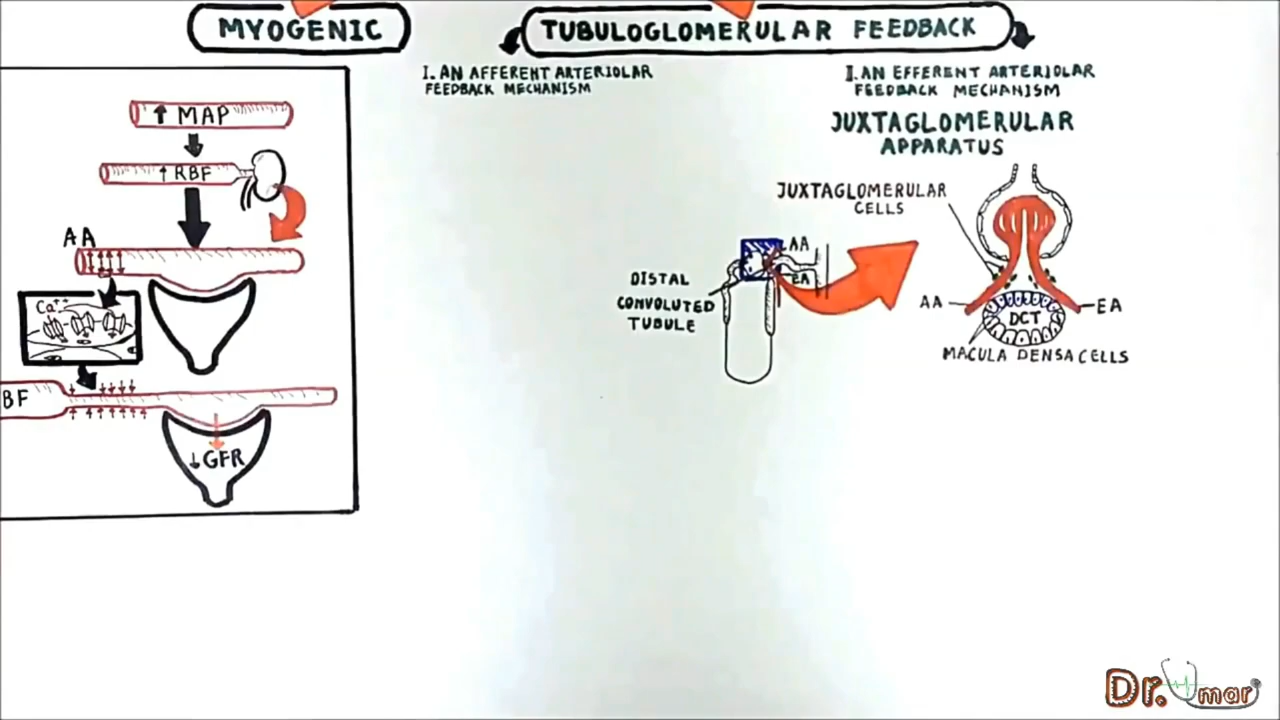 MYOGENIC
TUBULOGLOMERULAR FEEDBACK
↑ MAP
↑ RBF
AA
Ca++
BF
↓GFR
I. AN AFFERENT ARTERIOLAR
FEEDBACK MECHANISM
II. AN EFFERENT ARTERIOLAR
FEEDBACK MECHANISM
JUXTAGLOMERULAR
APPARATUS
JUXTAGLOMERULAR
CELLS
AA
EA
DISTAL
CONVOLUTED
TUBULE
AA
EA
DCT
MACULA DENSA CELLS
Dr. Umar